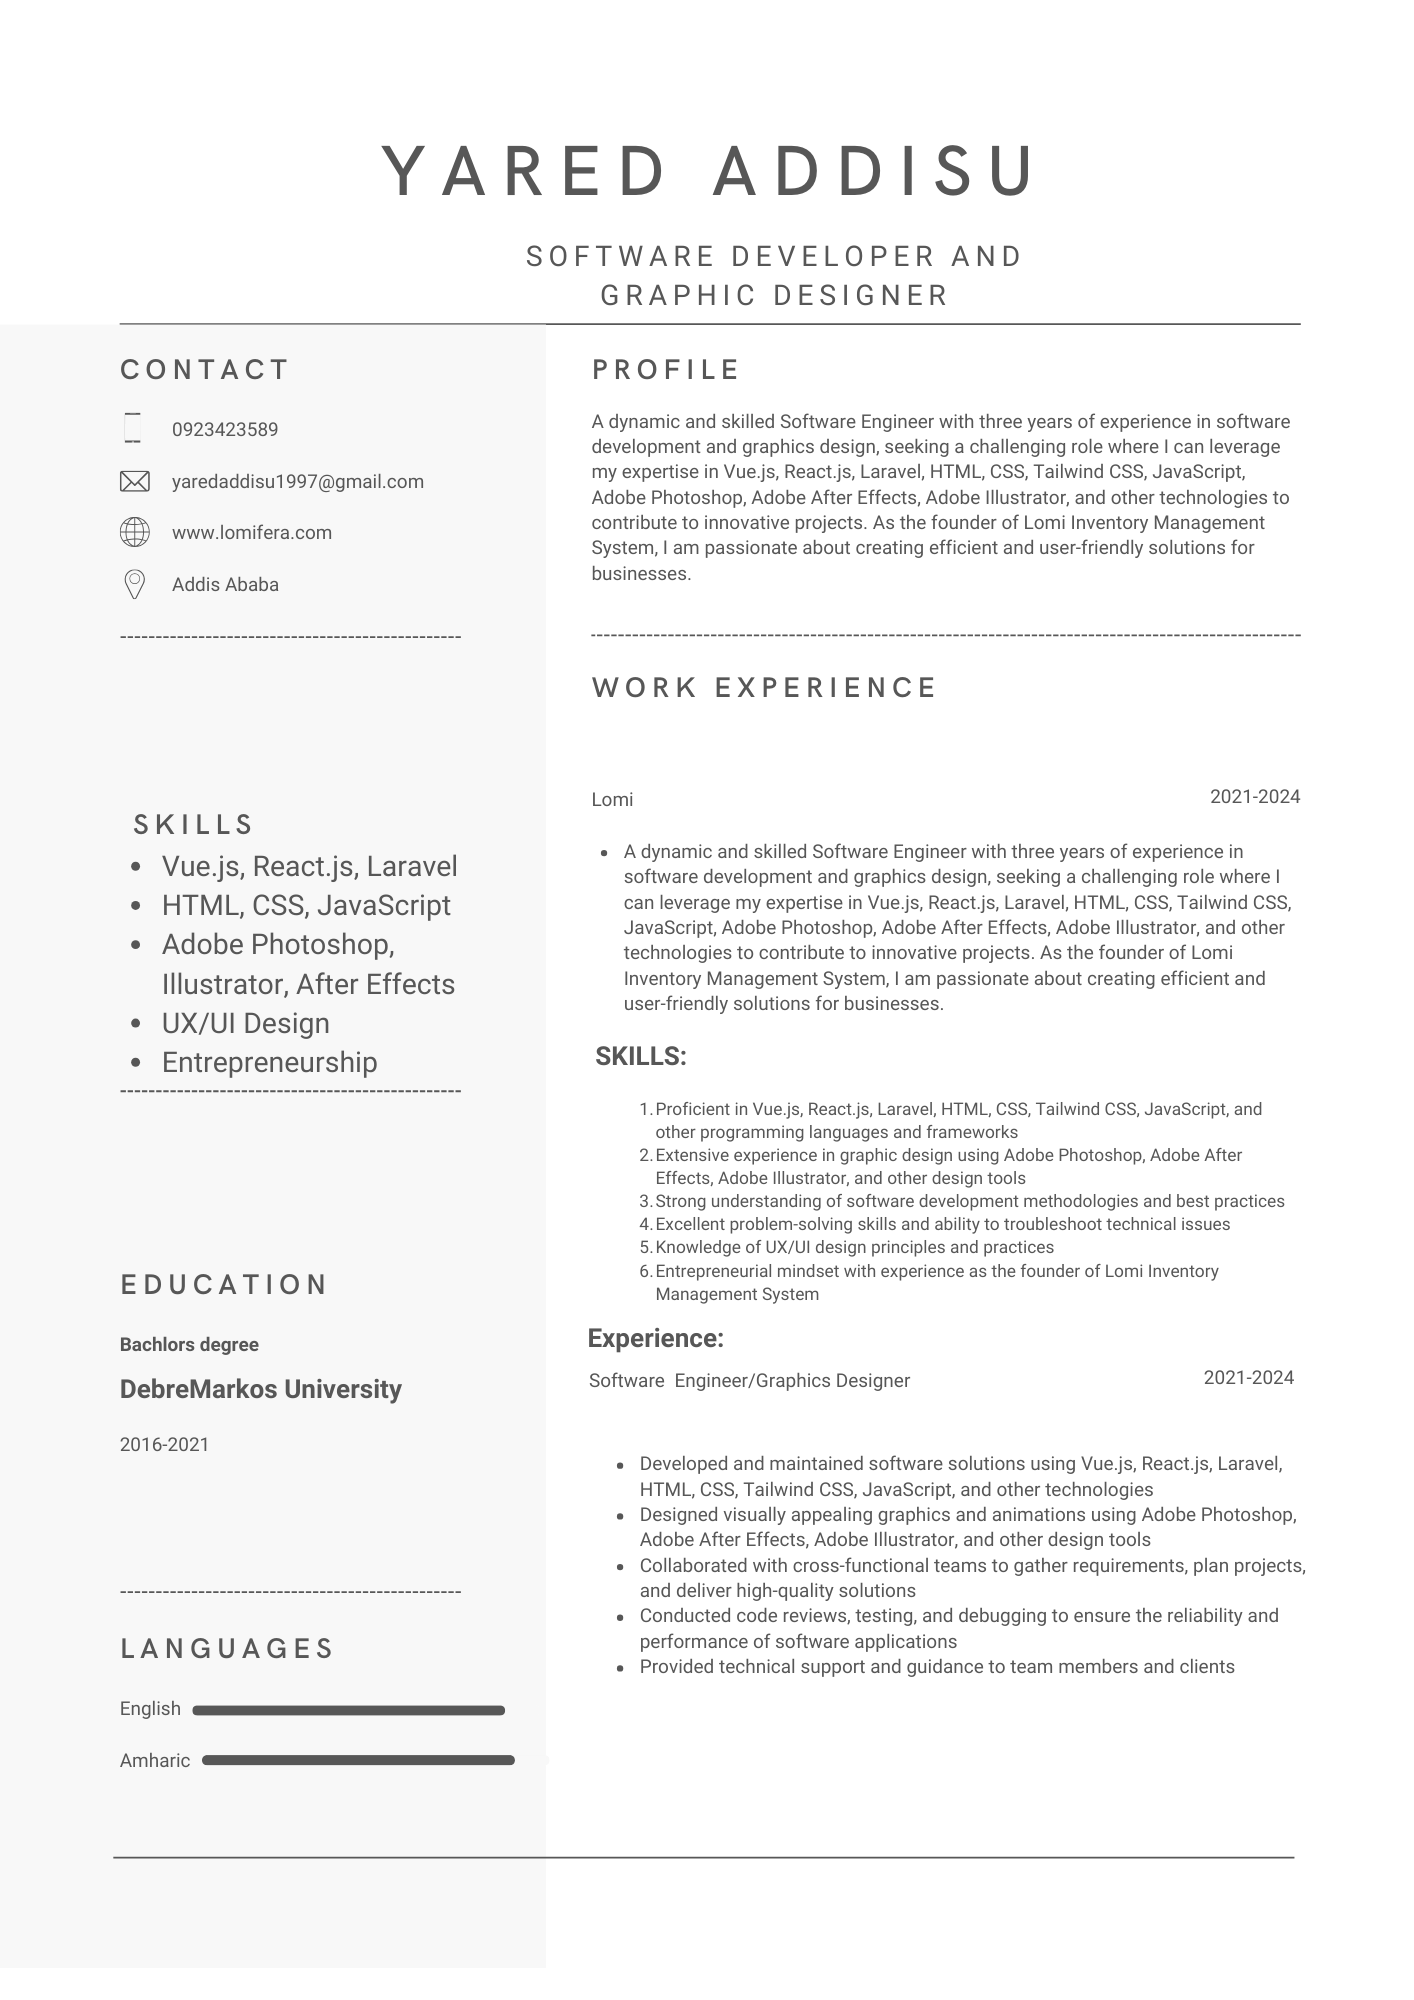 YARED ADDISU
SOFTWARE DEVELOPER AND
GRAPHIC DESIGNER
CONTACT
0923423589
yaredaddisu1997@gmail.com
www.lomifera.com
Addis Ababa
-------------------------------------------------
SKILLS
• Vue.js, React.js, Laravel
• HTML, CSS, JavaScript
• Adobe Photoshop,
Illustrator, After Effects
• UX/UI Design
• Entrepreneurship
-------------------------------------------------
EDUCATION
Bachlors degree
DebreMarkos University
2016-2021
-------------------------------------------------
LANGUAGES
English
Amharic
PROFILE
A dynamic and skilled Software Engineer with three years of experience in software
development and graphics design, seeking a challenging role where I can leverage
my expertise in Vue.js, React.js, Laravel, HTML, CSS, Tailwind CSS, JavaScript,
Adobe Photoshop, Adobe After Effects, Adobe Illustrator, and other technologies to
contribute to innovative projects. As the founder of Lomi Inventory Management
System, I am passionate about creating efficient and user-friendly solutions for
businesses.
------------------------------------------------------------------------------------------------------
WORK EXPERIENCE
Lomi 2021-2024
• A dynamic and skilled Software Engineer with three years of experience in
software development and graphics design, seeking a challenging role where I
can leverage my expertise in Vue.js, React.js, Laravel, HTML, CSS, Tailwind CSS,
JavaScript, Adobe Photoshop, Adobe After Effects, Adobe Illustrator, and other
technologies to contribute to innovative projects. As the founder of Lomi
Inventory Management System, I am passionate about creating efficient and
user-friendly solutions for businesses.
SKILLS:
1. Proficient in Vue.js, React.js, Laravel, HTML, CSS, Tailwind CSS, JavaScript, and
other programming languages and frameworks
2. Extensive experience in graphic design using Adobe Photoshop, Adobe After
Effects, Adobe Illustrator, and other design tools
3. Strong understanding of software development methodologies and best practices
4. Excellent problem-solving skills and ability to troubleshoot technical issues
5. Knowledge of UX/UI design principles and practices
6. Entrepreneurial mindset with experience as the founder of Lomi Inventory
Management System
Experience:
Software Engineer/Graphics Designer 2021-2024
• Developed and maintained software solutions using Vue.js, React.js, Laravel,
HTML, CSS, Tailwind CSS, JavaScript, and other technologies
• Designed visually appealing graphics and animations using Adobe Photoshop,
Adobe After Effects, Adobe Illustrator, and other design tools
• Collaborated with cross-functional teams to gather requirements, plan projects,
and deliver high-quality solutions
• Conducted code reviews, testing, and debugging to ensure the reliability and
performance of software applications
• Provided technical support and guidance to team members and clients